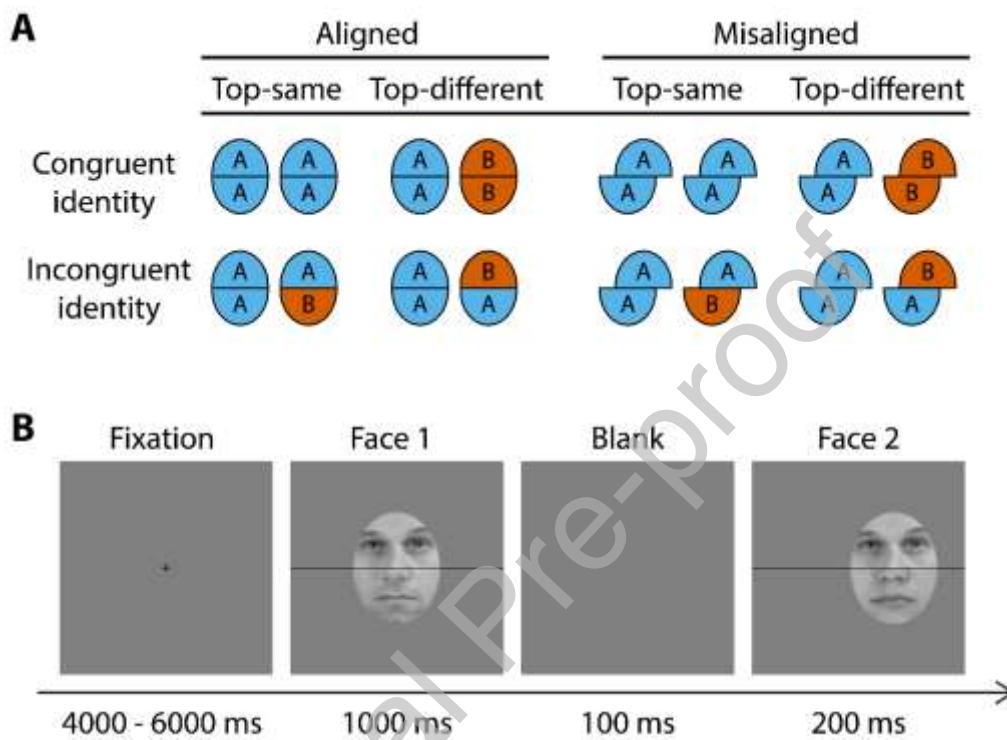 A
Aligned Misaligned
Top-same Top-different Top-same Top-different
Congruent identity
A A A B A A A B
A A A B A A A B
Incongruent identity
A A A B A A A B
A B A A A B A A
B
Fixation Face 1 Blank Face 2
4000 - 6000 ms 1000 ms 100 ms 200 ms
al Pre-proof